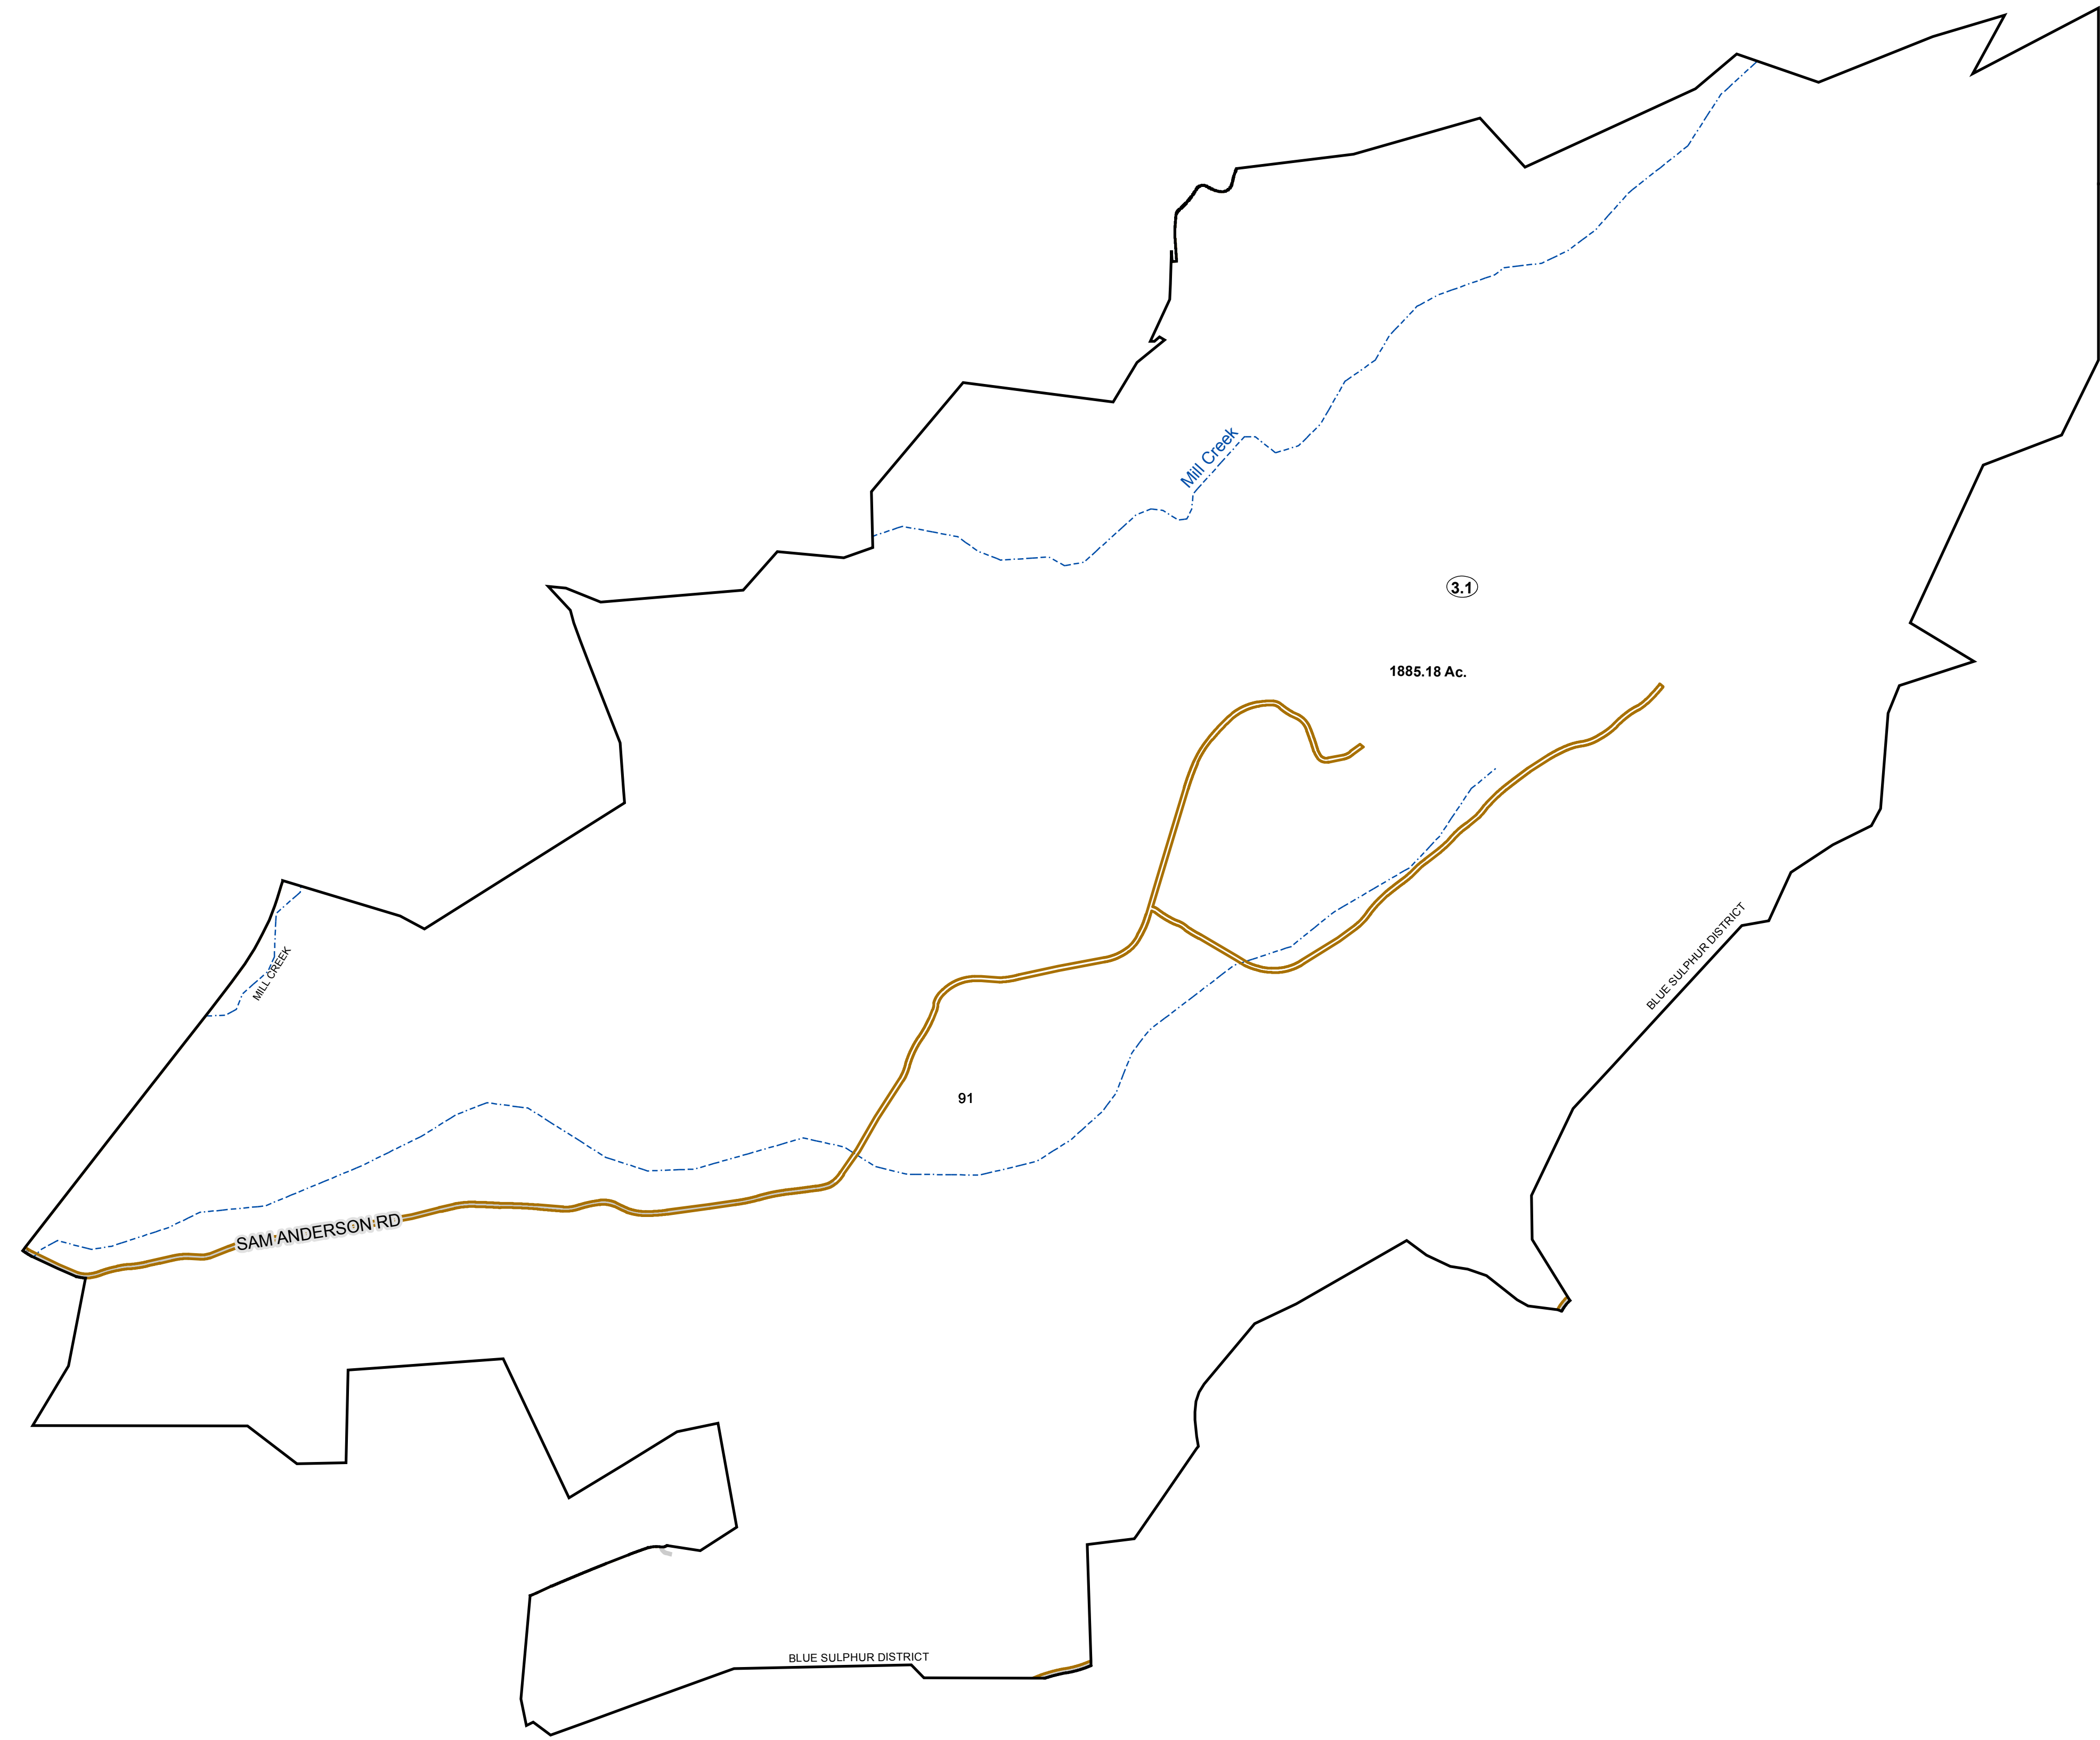 Mill Creek
3.1
1885.18 Ac.
BLUE SULPHUR DISTRICT
MILL CREEK
91
SAM ANDERSON RD
BLUE SULPHUR DISTRICT